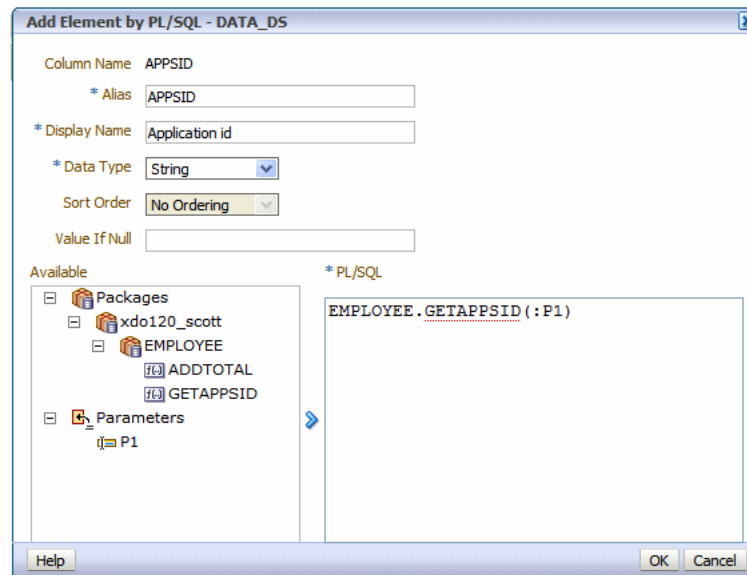 Add Element by PL/SQL - DATA_DS
Column Name APPSID
* Alias APPSID
* Display Name Application id
* Data Type String
Sort Order No Ordering
Value If Null
Available
Packages
xdo120_scott
EMPLOYEE
ADDTOTAL
GETAPPSID
Parameters
P1
* PL/SQL
EMPLOYEE.GETAPPSID(:P1)
Help OK Cancel